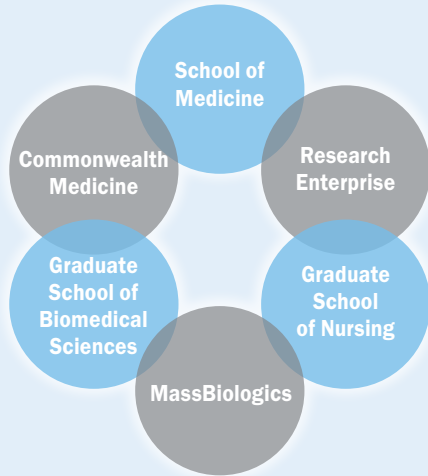 School of
Medicine
Commonwealth
Medicine
Research
Enterprise
Graduate
School of
Biomedical
Sciences
Graduate
School
of Nursing
MassBiologics